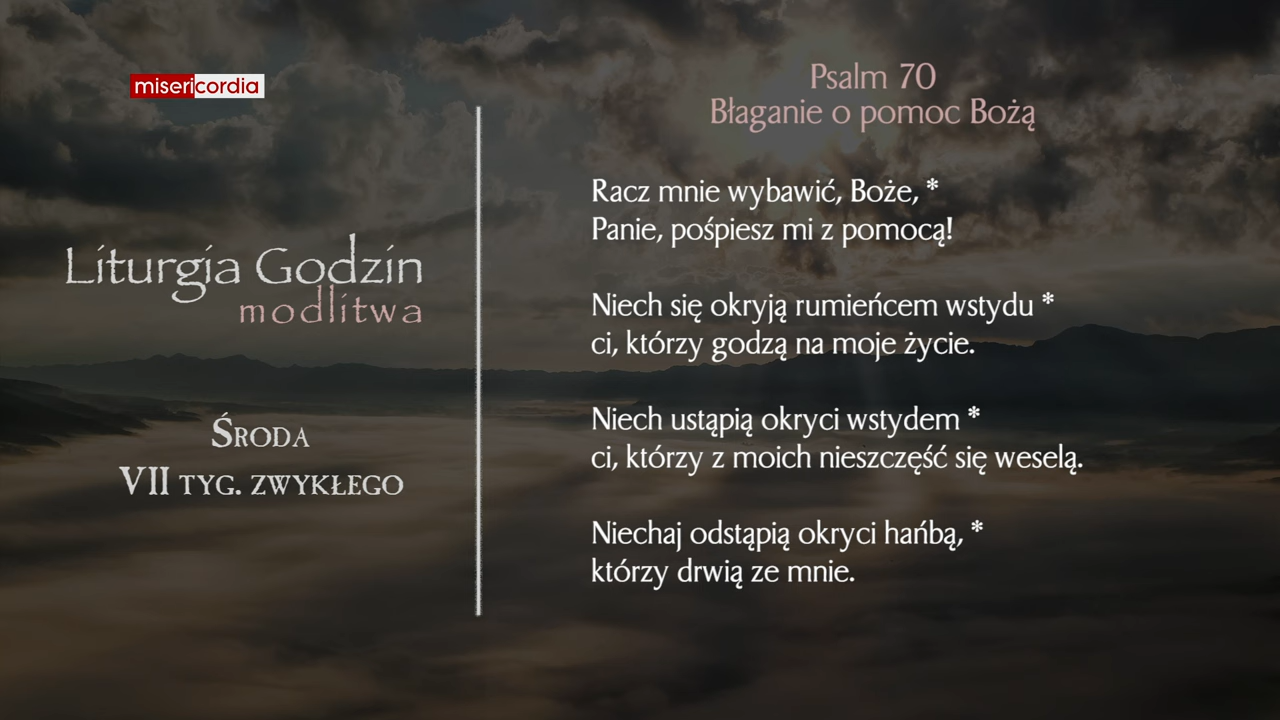 misericordia
Liturgia Godzin
modlitwa
Środa
VII tyg. zwykłego
Psalm 70
Błaganie o pomoc Bożą
Racz mnie wybawić, Boże, *
Panie, pośpiesz mi z pomocą!
Niech się okryją rumieńcem wstydu *
ci, którzy godzą na moje życie.
Niech ustąpią okryci wstydem *
ci, którzy z moich nieszczęść się weselą.
Niechaj odstąpią okryci hańbą, *
którzy drwią ze mnie.